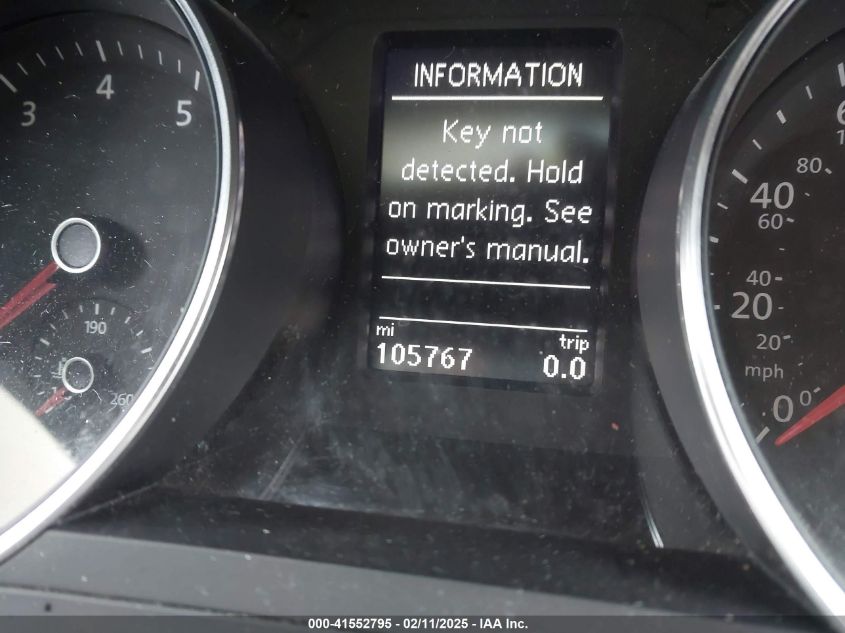 INFORMATION
Key not
detected. Hold
on marking. See
owner's manual.
mi
trip
105767
0.0
3
4
5
190
260
80
40
60
40
20
20
mph
0
0
000-41552795 - 02/11/2025 - IAA Inc.